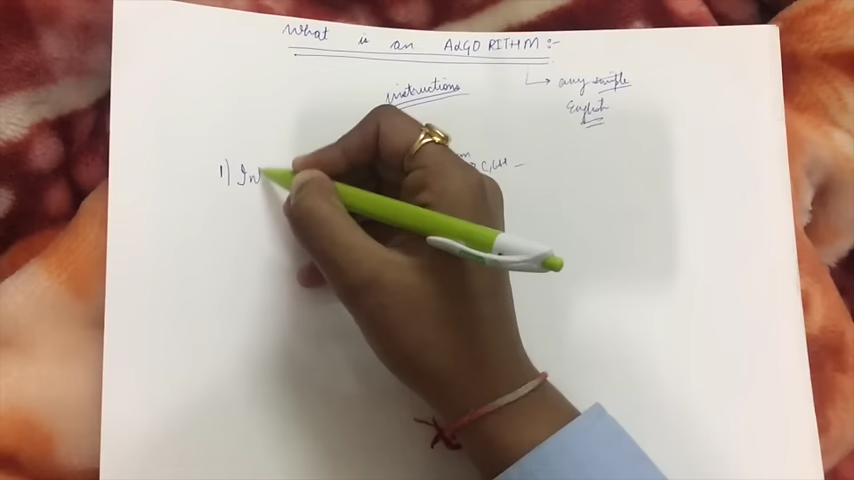 What is an ALGORITHM :-
any simple
English
instructions
C, C++ -
1) In